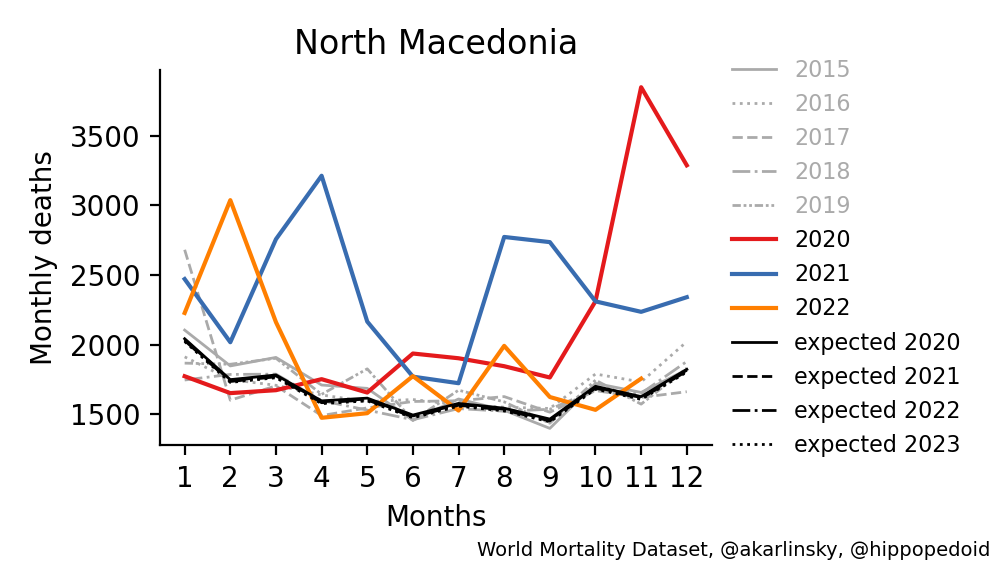 North Macedonia
Monthly deaths
3500
3000
2500
2000
1500
1 2 3 4 5 6 7 8 9 10 11 12
Months
2015
2016
2017
2018
2019
2020
2021
2022
expected 2020
expected 2021
expected 2022
expected 2023
World Mortality Dataset, @akarlinsky, @hippopedoid